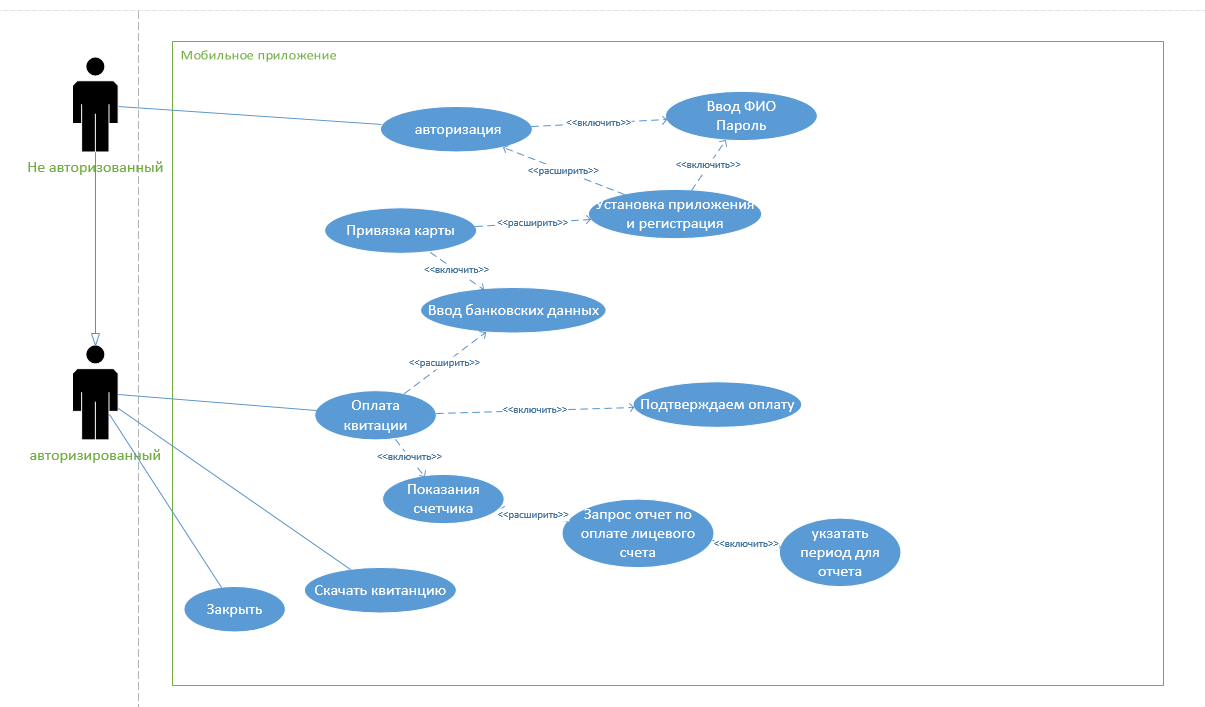 Мобильное приложение
Не авторизованный
авторизация
<<включить>>
Ввод ФИО
Пароль
<<расширить>>
<<включить>>
Установка приложения
и регистрация
Привязка карты
<<расширить>>
<<включить>>
Ввод банковских данных
<<расширить>>
авторизированный
Оплата
квитации
<<включить>>
Подтверждаем оплату
<<включить>>
Показания
счетчика
<<расширить>>
Запрос отчет по
оплате лицевого
счета
<<включить>>
укзатать
период для
отчета
Скачать квитанцию
Закрыть